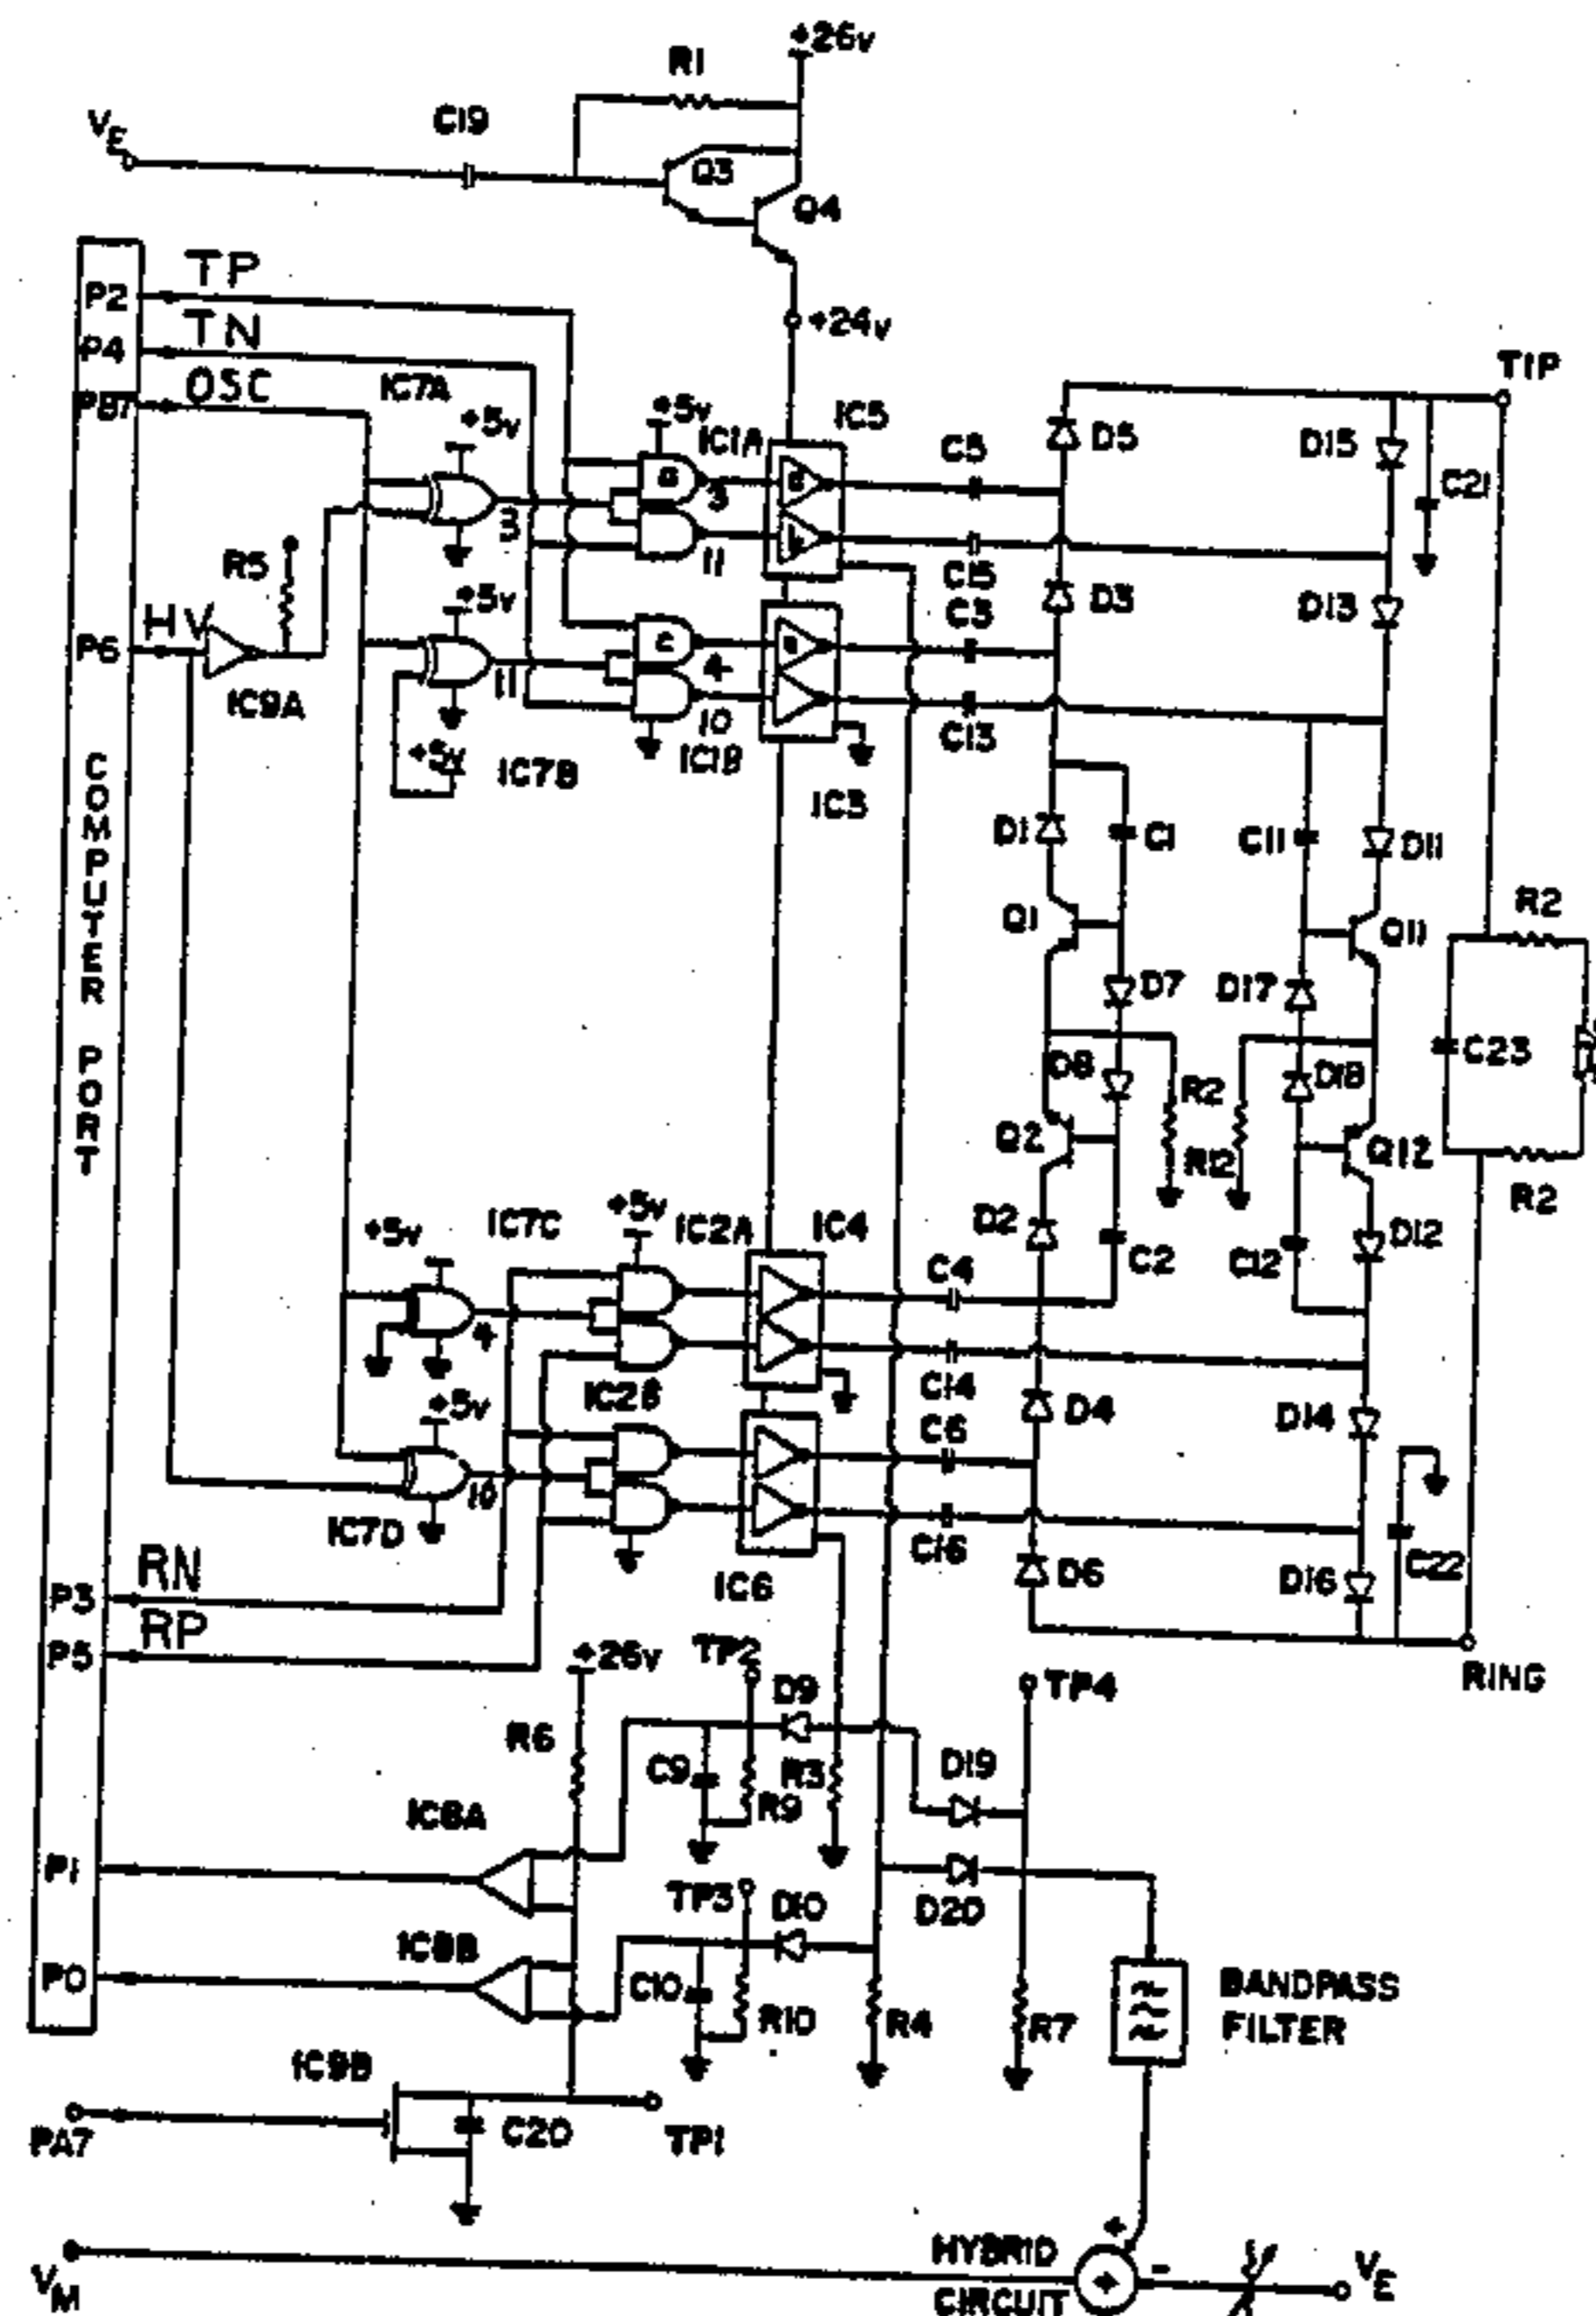 +26v
R1
VE
C19
Q3
Q4
+24v
P2
TP
P4
TN
OSC
IC7A
+5v
+5v
IC1A
IC5
TIP
C5
D5
D15
C21
a
3
3
b
11
C15
R5
+5v
C3
D3
D13
P6
HV
IC9A
11
c
4
10
IC1B
C13
+5v
IC7B
IC3
COMPUTER PORT
D1
C1
C11
D11
Q1
Q11
R2
D7
D17
D8
D18
C23
R2
Q2
R12
Q12
R2
+5v
IC7C
+5v
IC2A
IC4
C4
D2
C2
C12
D12
4
IC2B
C14
+5v
D4
D14
C6
10
IC7D
C16
C22
IC6
D6
D16
P3
RN
P5
RP
+26v
TP2
D9
TP4
RING
R6
C9
R9
R3
D19
IC8A
P1
TP3
D10
D20
IC8B
P0
C10
R10
R4
R7
BANDPASS
FILTER
IC9B
PA7
C20
TP1
VM
HYBRID
CIRCUIT
+
+
-
VE